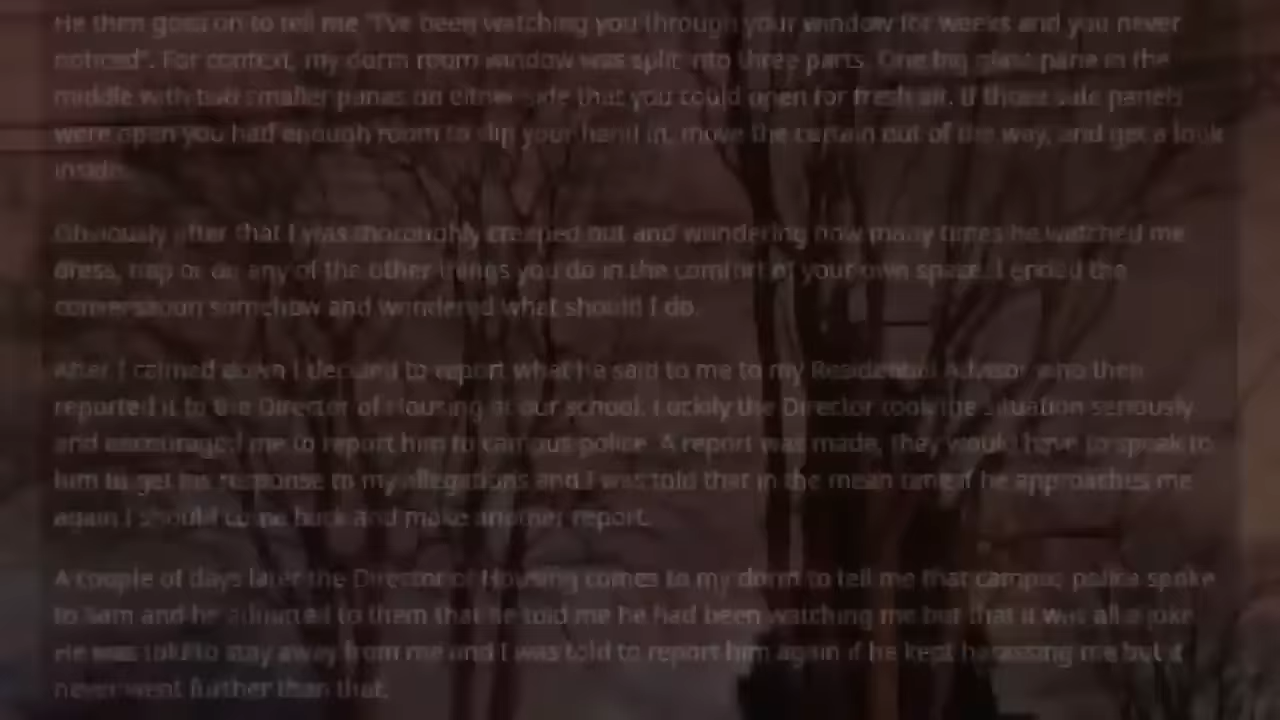 He then goes on to tell me "I've been watching you through your window for weeks and you never
noticed". For context, my dorm room window was split into three parts. One big glass pane in the
middle with two smaller panes on either side that you could open for fresh air. If those side panels
were open you had enough room to slip your hand in, move the curtain out of the way, and get a look
inside.
Obviously after that I was thoroughly creeped out and wondering how many times he watched me
dress, nap or do any of the other things you do in the comfort of your own space. I ended the
conversation somehow and wondered what should I do.
After I calmed down I decided to report what he said to me to my Residential Advisor who then
reported it to the Director of Housing at our school. Luckily the Director took the situation seriously
and encouraged me to report him to campus police. A report was made, they would have to speak to
him to get his response to my allegations and I was told that in the mean time if he approaches me
again I should come back and make another report.
A couple of days later the Director of Housing comes to my dorm to tell me that campus police spoke
to Sam and he admitted to them that he told me he had been watching me but that it was all a joke.
He was told to stay away from me and I was told to report him again if he kept harassing me but it
never went further than that.